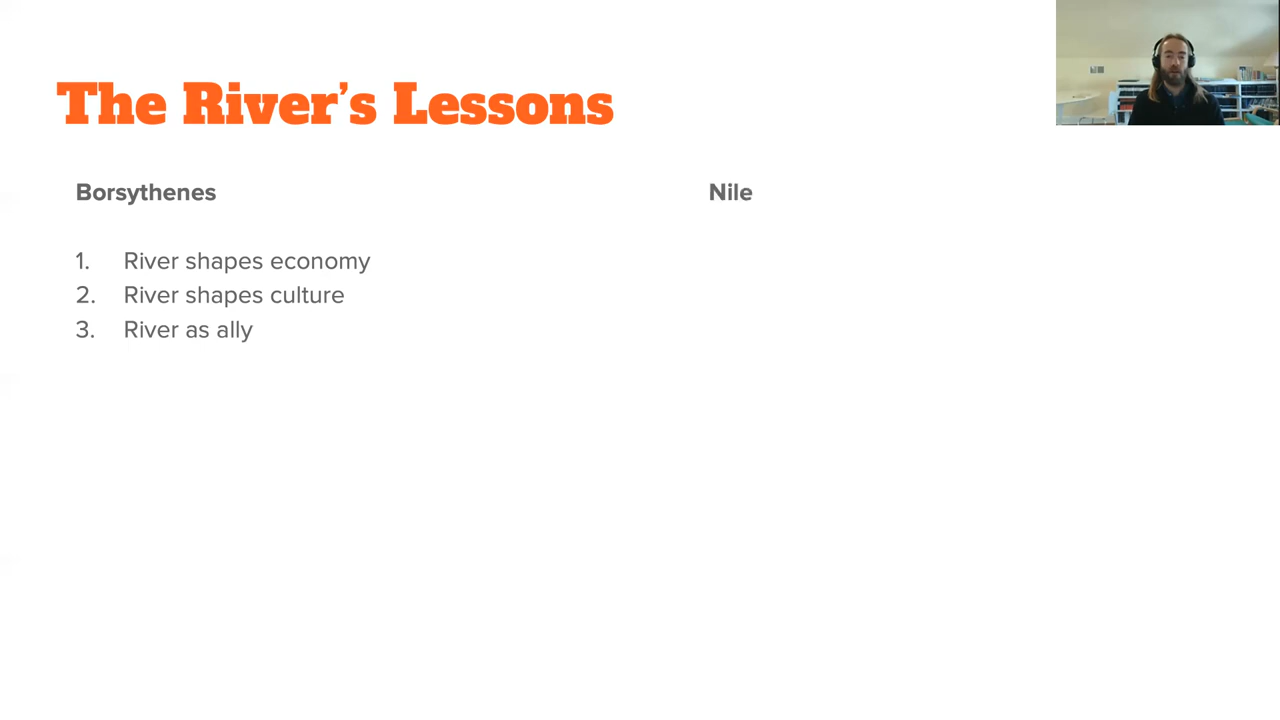 The River's Lessons
Borsythenes
1. River shapes economy
2. River shapes culture
3. River as ally
Nile